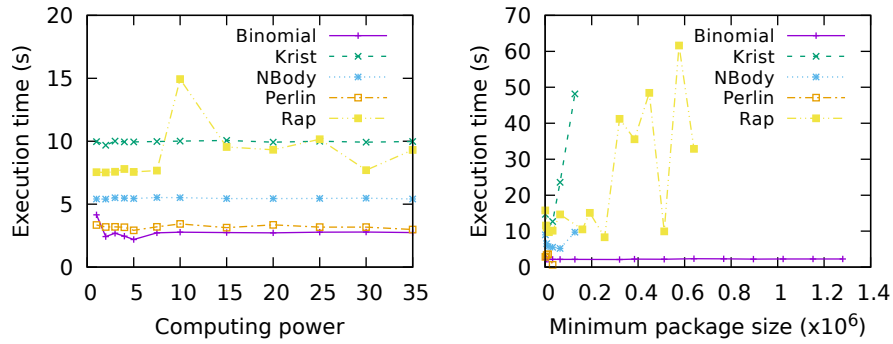 Execution time (s)
20
15
10
5
0
Binomial
Krist
NBody
Perlin
Rap
0 5 10 15 20 25 30 35
Computing power
Execution time (s)
70
60
50
40
30
20
10
0
Binomial
Krist
NBody
Perlin
Rap
0 0.2 0.4 0.6 0.8 1 1.2 1.4
Minimum package size (x10^6)